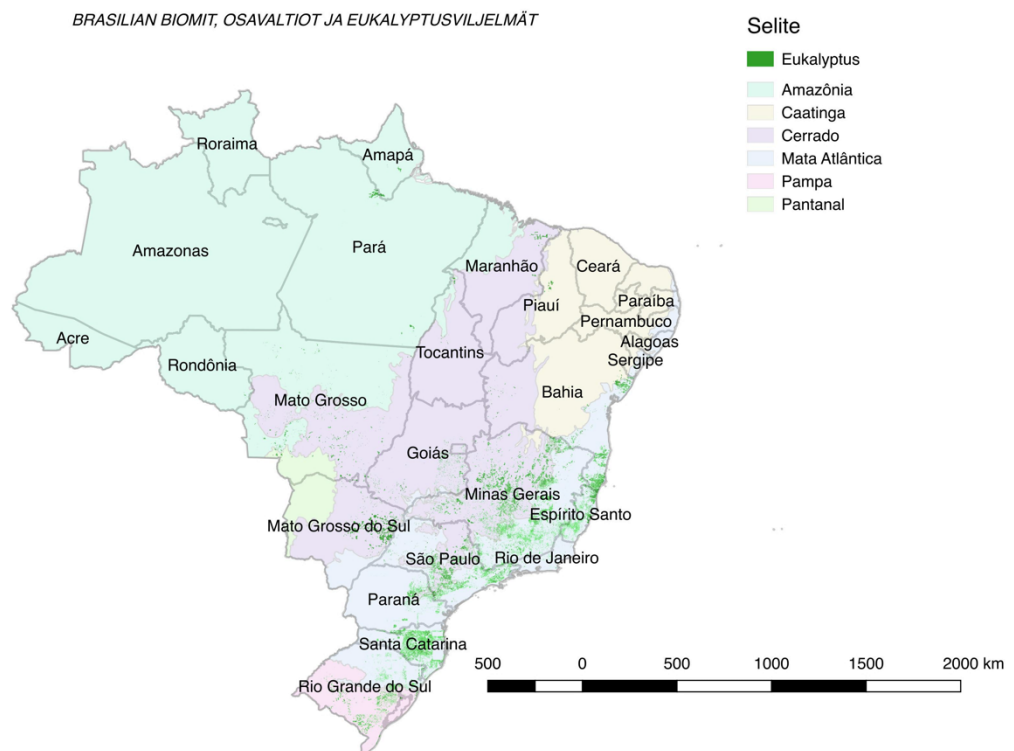 BRASILIAN BIOMIT, OSAVALTIOT JA EUKALYPTUSVILJELMÄT
Selite
Eukalyptus
Amazônia
Caatinga
Cerrado
Mata Atlântica
Pampa
Pantanal
Roraima
Amapá
Amazonas
Pará
Maranhão
Ceará
Piauí
Paraíba
Pernambuco
Acre
Alagoas
Rondônia
Tocantins
Sergipe
Mato Grosso
Bahia
Goiás
Minas Gerais
Espírito Santo
Mato Grosso do Sul
São Paulo
Rio de Janeiro
Paraná
Santa Catarina
Rio Grande do Sul
500 0 500 1000 1500 2000 km